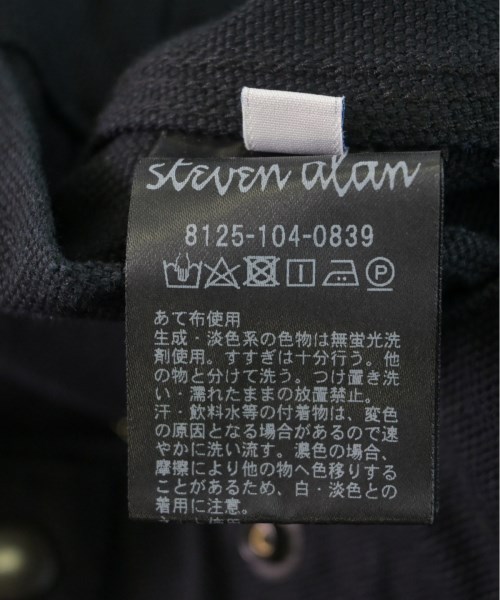 steven alan
8125-104-0839
P
あて布使用
生成・淡色系の色物は無蛍光洗
剤使用。すすぎは十分行う。他
の物と分けて洗う。つけ置き洗
い・濡れたままの放置禁止。
汗・飲料水等の付着物は、変色
の原因となる場合があるので速
やかに洗い流す。濃色の場合、
摩擦により他の物へ色移りする
ことがあるため、白・淡色との
着用に注意。